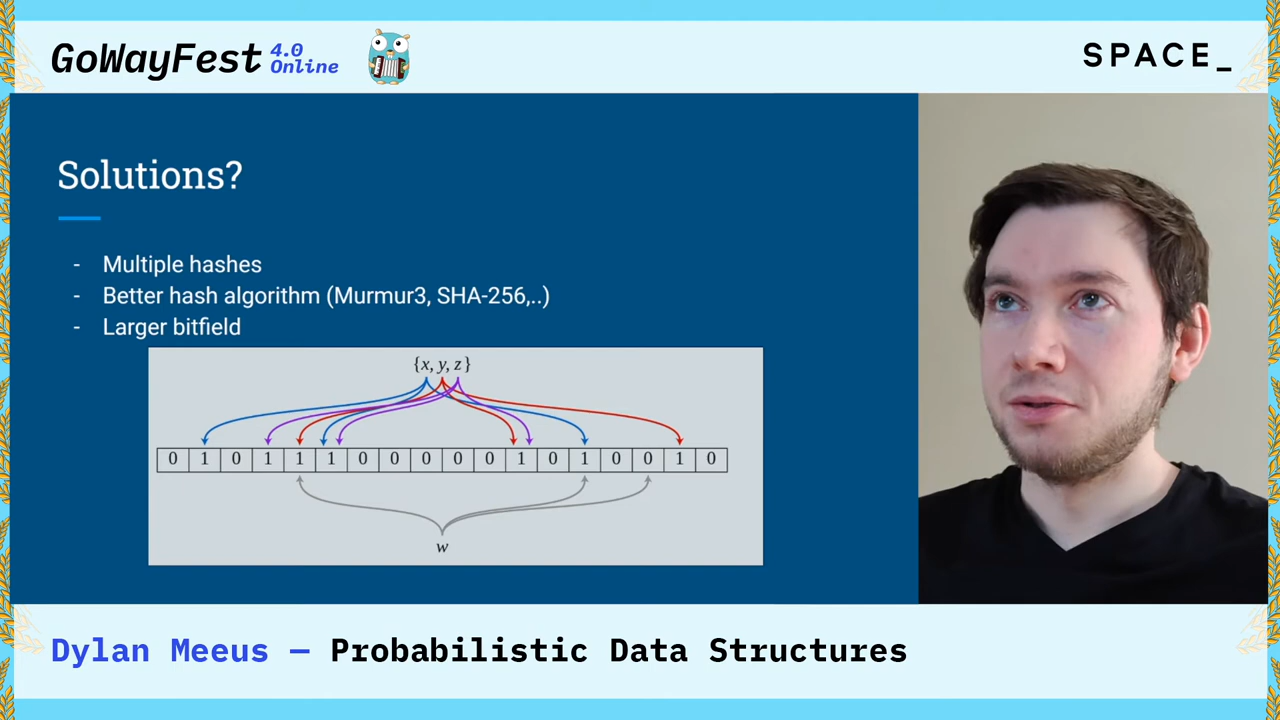 GoWayFest 4.0 Online
SPACE_
Solutions?
- Multiple hashes
- Better hash algorithm (Murmur3, SHA-256,..)
- Larger bitfield
{x, y, z}
0 1 0 1 1 1 0 0 0 0 0 1 0 1 0 0 1 0
w
Dylan Meeus — Probabilistic Data Structures